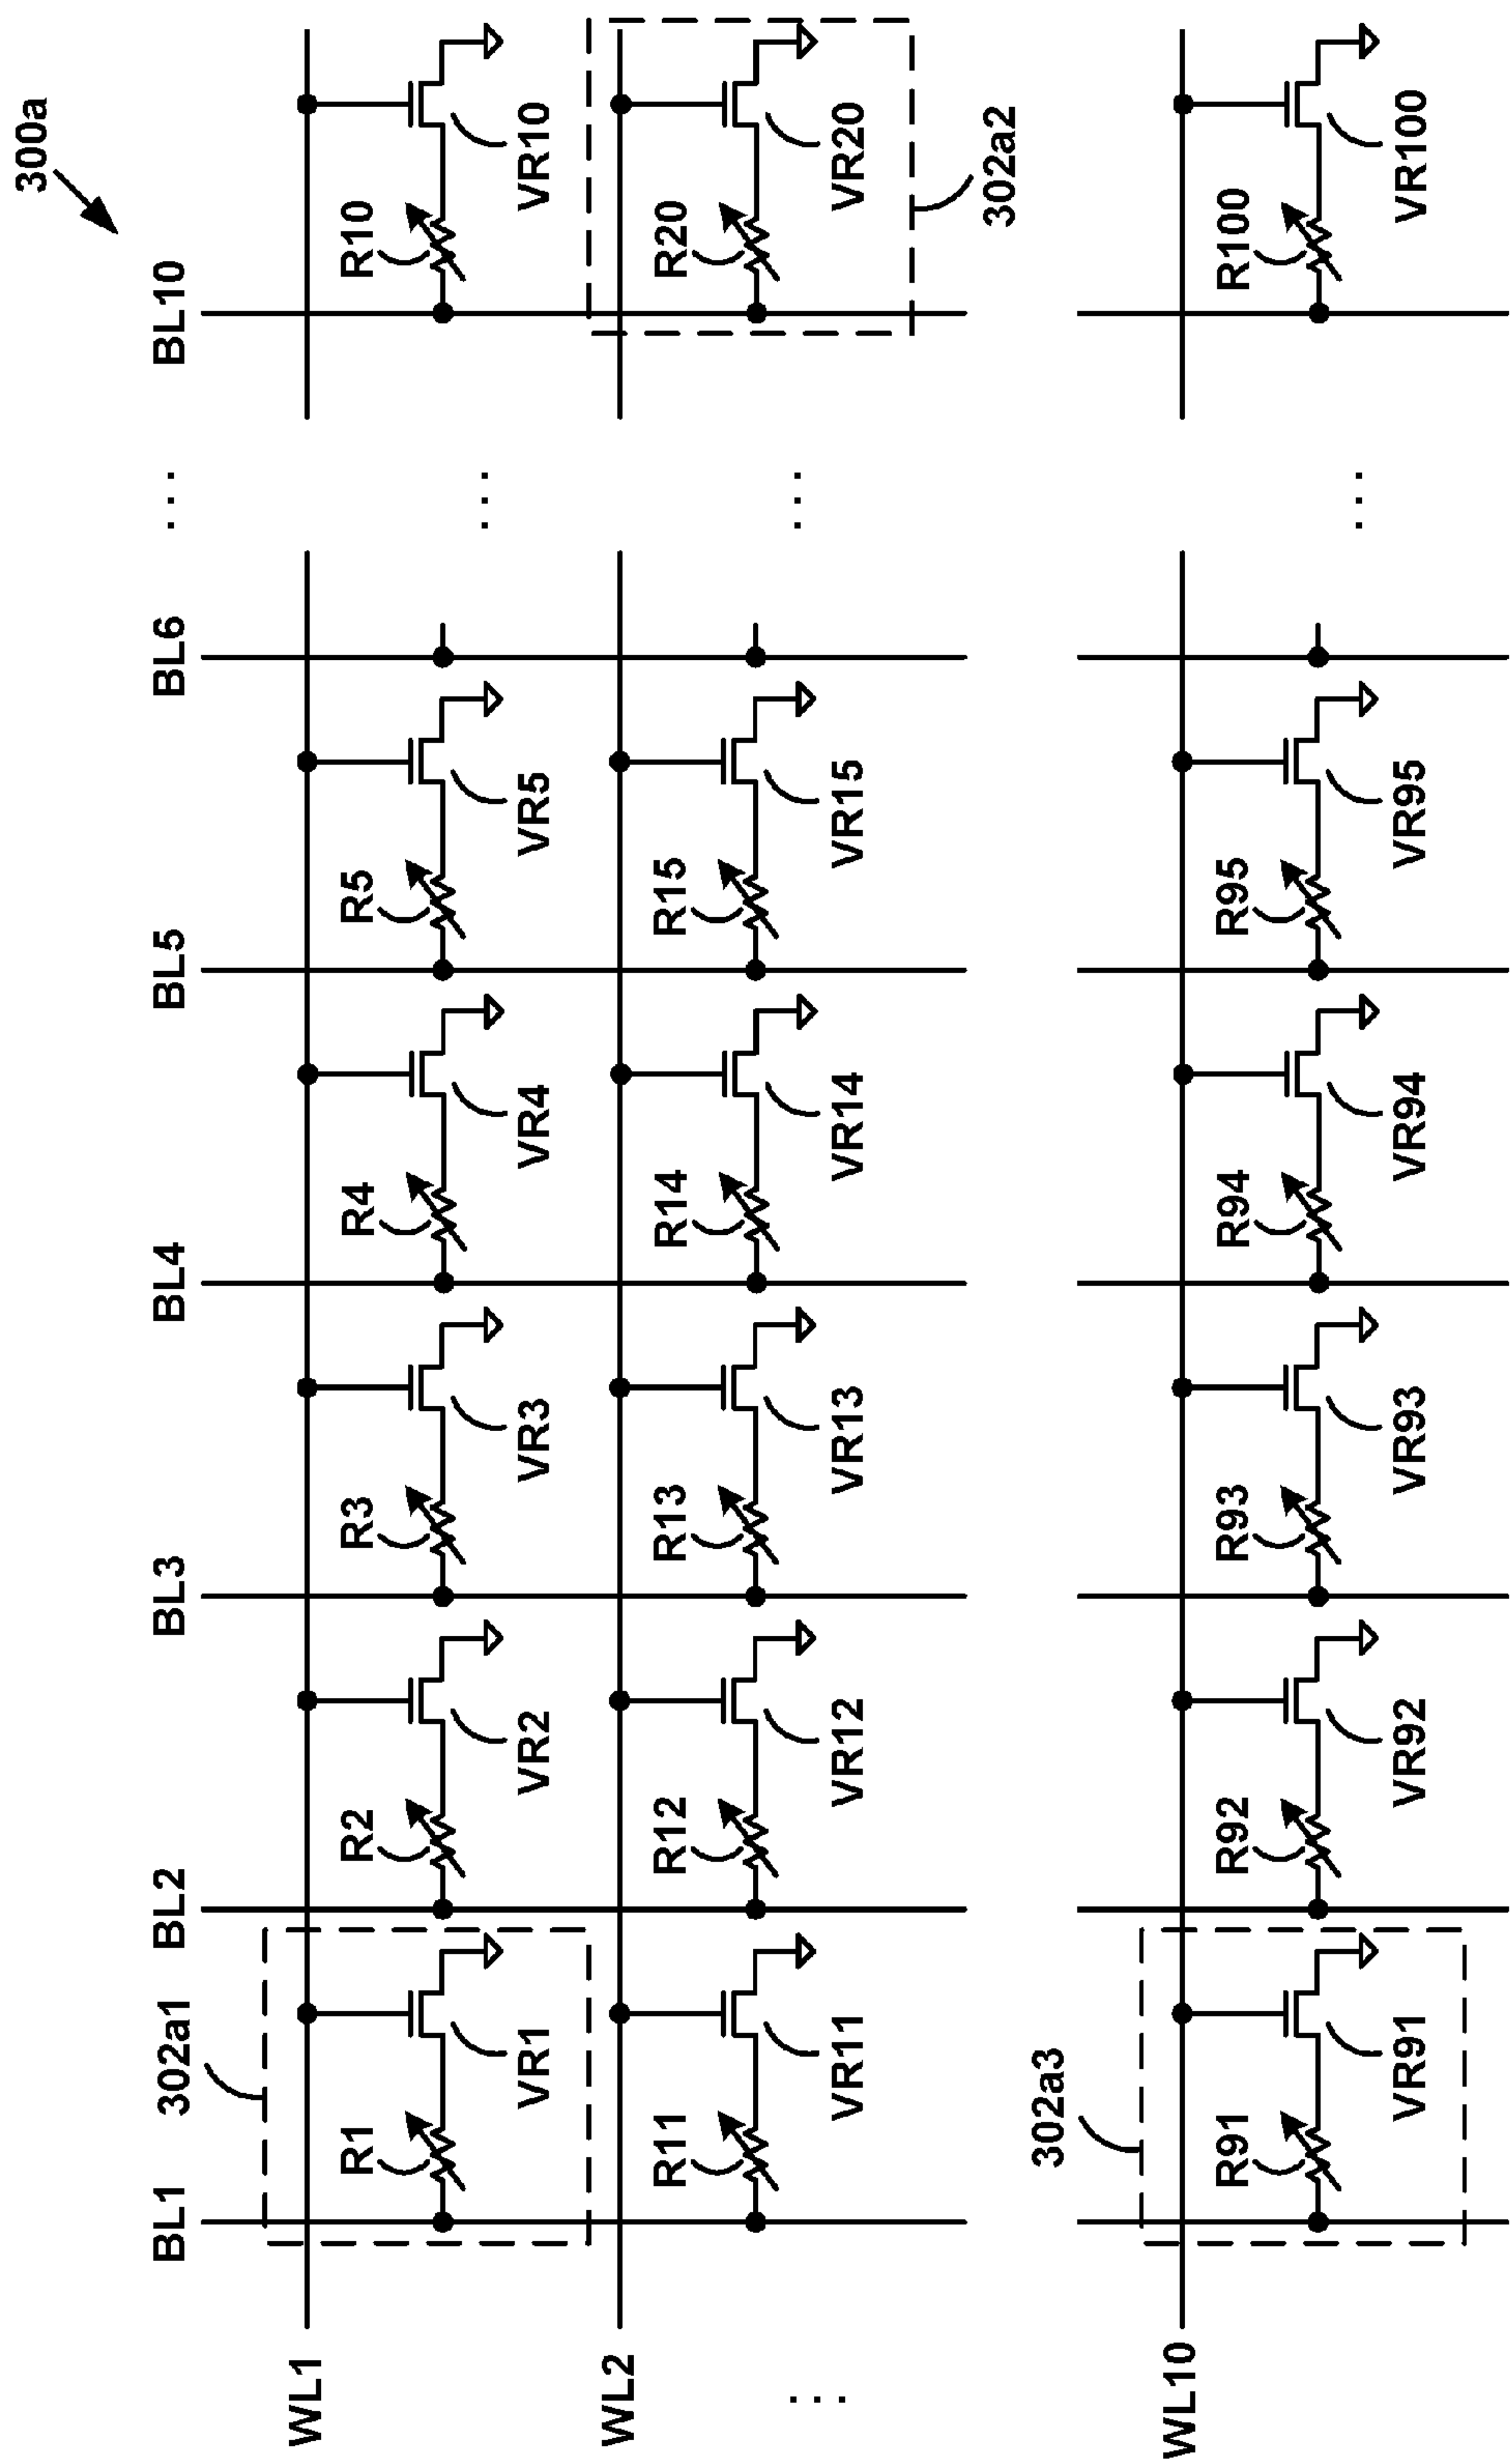 300a
BL1 BL2 BL3 BL4 BL5 BL6 ... BL10
302a1
WL1
R1 R2 R3 R4 R5 R10
...
VR1 VR2 VR3 VR4 VR5 VR10
WL2
R11 R12 R13 R14 R15 R20
...
VR11 VR12 VR13 VR14 VR15 VR20
302a2
...
302a3
WL10
R91 R92 R93 R94 R95 R100
...
VR91 VR92 VR93 VR94 VR95 VR100